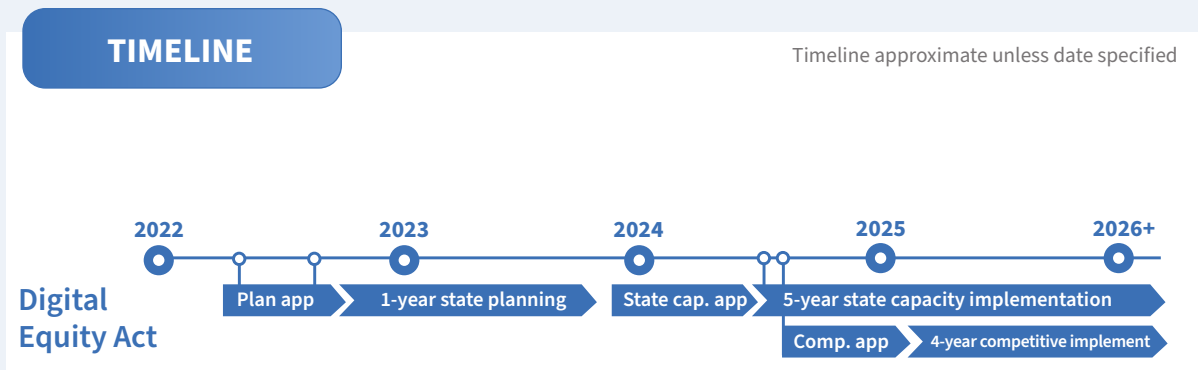 TIMELINE
Timeline approximate unless date specified
2022 2023 2024 2025 2026+
Digital
Equity Act
Plan app 1-year state planning State cap. app 5-year state capacity implementation
Comp. app 4-year competitive implement